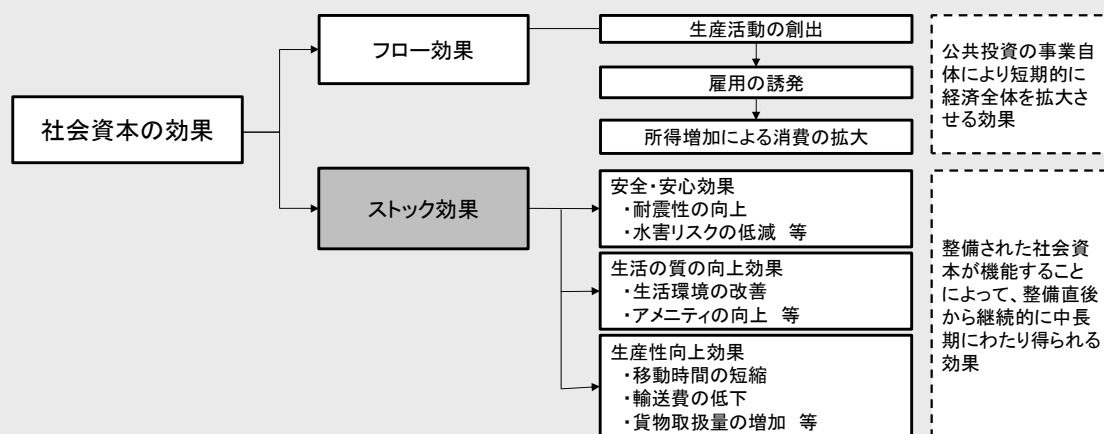 社会資本の効果
フロー効果
生産活動の創出
雇用の誘発
所得増加による消費の拡大
公共投資の事業自
体により短期的に
経済全体を拡大さ
せる効果
ストック効果
安全・安心効果
・耐震性の向上
・水害リスクの低減 等
生活の質の向上効果
・生活環境の改善
・アメニティの向上 等
生産性向上効果
・移動時間の短縮
・輸送費の低下
・貨物取扱量の増加 等
整備された社会資
本が機能すること
によって、整備直後
から継続的に中長
期にわたり得られる
効果